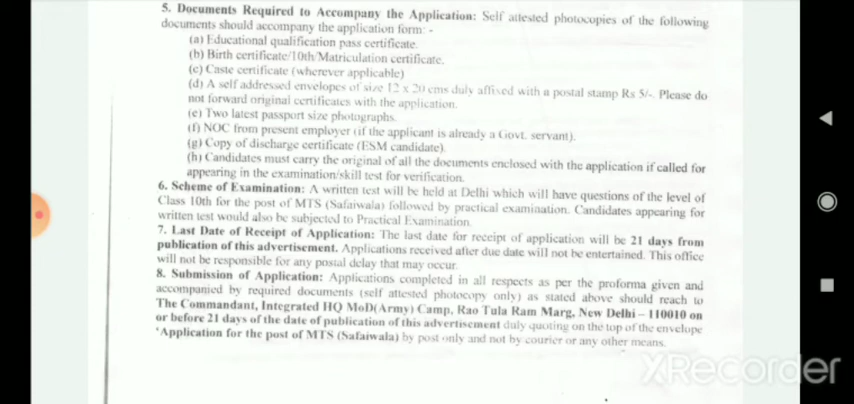 5. Documents Required to Accompany the Application: Self attested photocopies of the following
documents should accompany the application form: -
(a) Educational qualification pass certificate.
(b) Birth certificate/10th/Matriculation certificate.
(c) Caste certificate (wherever applicable)
(d) A self addressed envelopes of size 12 x 20 cms duly affixed with a postal stamp Rs 5/-. Please do
not forward original certificates with the application.
(e) Two latest passport size photographs.
(f) NOC from present employer (if the applicant is already a Govt. servant).
(g) Copy of discharge certificate (ESM candidate).
(h) Candidates must carry the original of all the documents enclosed with the application if called for
appearing in the examination/skill test for verification.
6. Scheme of Examination: A written test will be held at Delhi which will have questions of the level of
Class 10th for the post of MTS (Safaiwala) followed by practical examination. Candidates appearing for
written test would also be subjected to Practical Examination.
7. Last Date of Receipt of Application: The last date for receipt of application will be 21 days from
publication of this advertisement. Applications received after due date will not be entertained. This office
will not be responsible for any postal delay that may occur.
8. Submission of Application: Applications completed in all respects as per the proforma given and
accompanied by required documents (self attested photocopy only) as stated above should reach to
The Commandant, Integrated HQ MoD(Army) Camp, Rao Tula Ram Marg, New Delhi – 110010 on
or before 21 days of the date of publication of this advertisement duly quoting on the top of the envelope
'Application for the post of MTS (Safaiwala) by post only and not by courier or any other means.
XRecorder